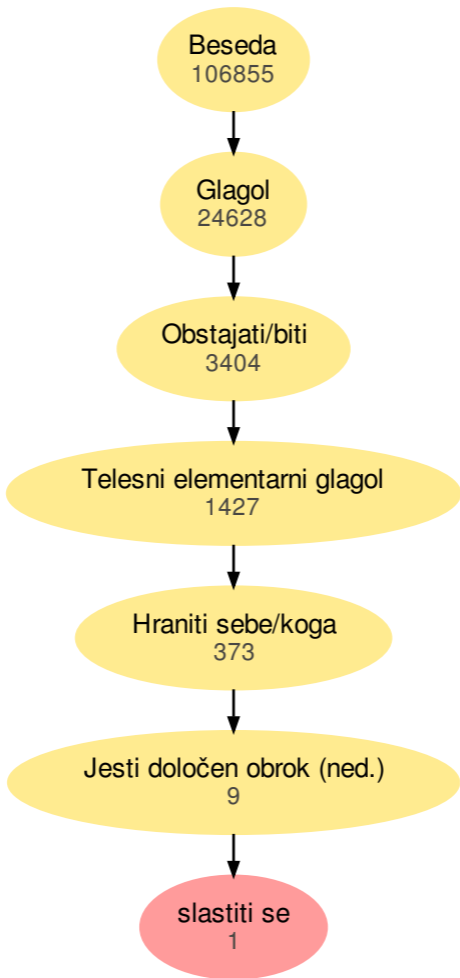 Beseda
106855
Glagol
24628
Obstajati/biti
3404
Telesni elementarni glagol
1427
Hraniti sebe/koga
373
Jesti določen obrok (ned.)
9
slastiti se
1